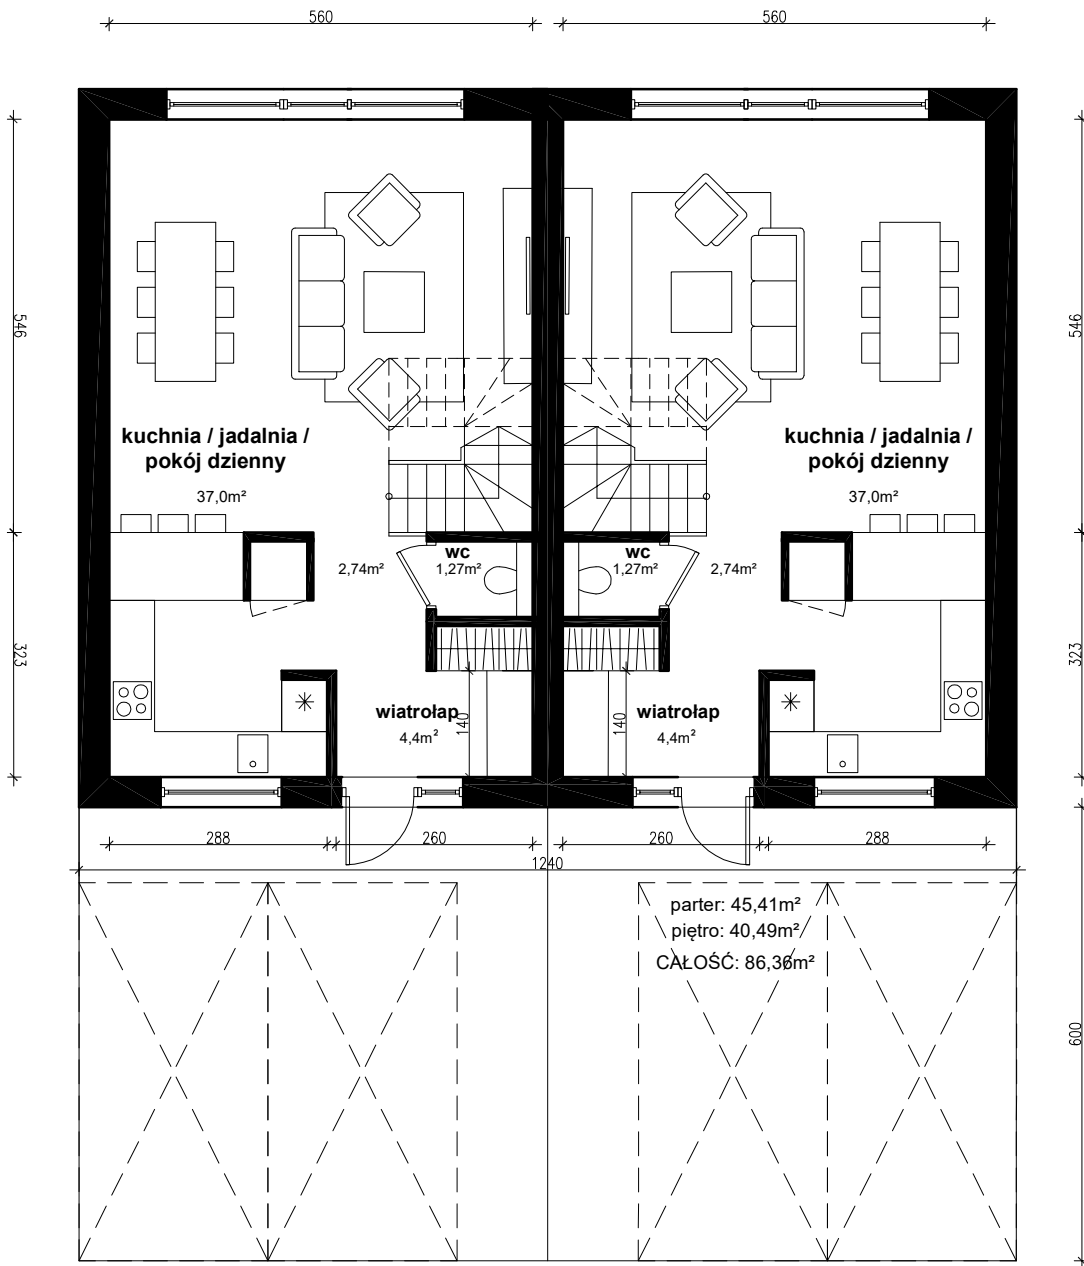 560
560
546
546
kuchnia / jadalnia /
pokój dzienny
37,0m²
kuchnia / jadalnia /
pokój dzienny
37,0m²
wc
1,27m²
2,74m²
wc
1,27m²
2,74m²
323
323
wiatrołap
4,4m²
140
wiatrołap
4,4m²
140
288
260
260
288
1240
parter: 45,41m²
piętro: 40,49m²
CAŁOŚĆ: 86,36m²
600